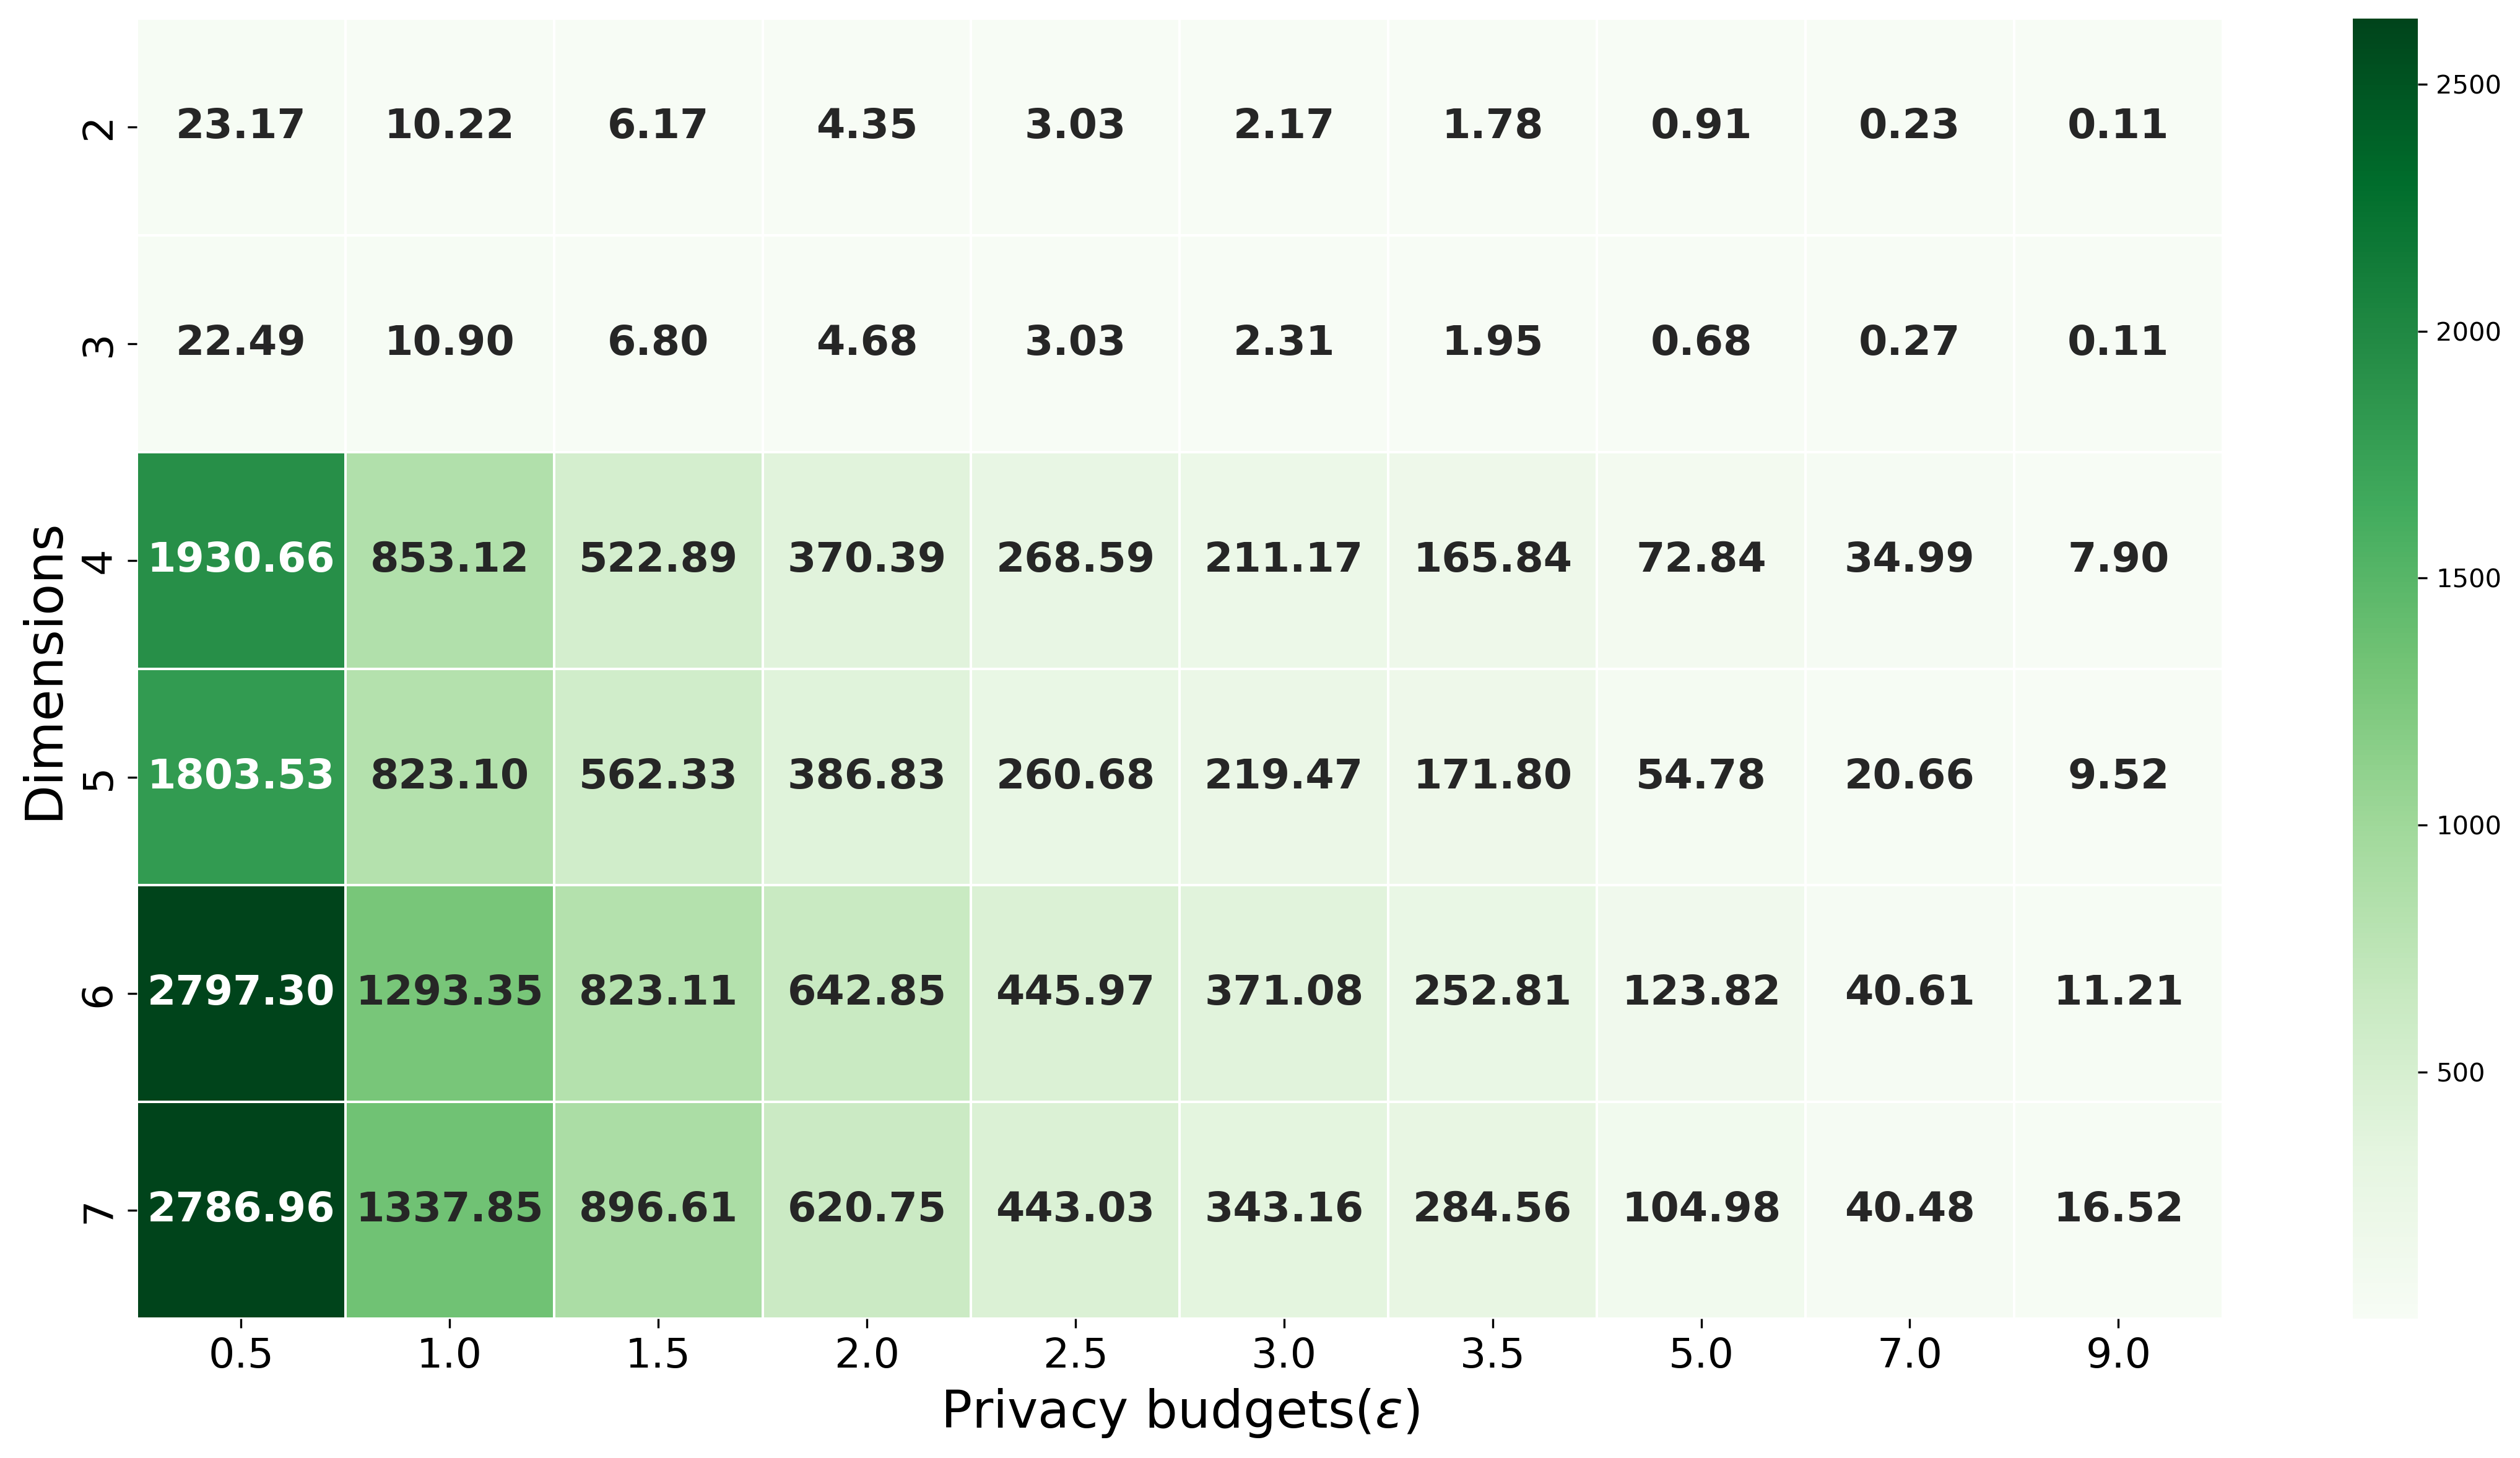 2500
2 23.17 10.22 6.17 4.35 3.03 2.17 1.78 0.91 0.23 0.11
2000
3 22.49 10.90 6.80 4.68 3.03 2.31 1.95 0.68 0.27 0.11
1500
4 1930.66 853.12 522.89 370.39 268.59 211.17 165.84 72.84 34.99 7.90
Dimensions
5 1803.53 823.10 562.33 386.83 260.68 219.47 171.80 54.78 20.66 9.52
1000
6 2797.30 1293.35 823.11 642.85 445.97 371.08 252.81 123.82 40.61 11.21
500
7 2786.96 1337.85 896.61 620.75 443.03 343.16 284.56 104.98 40.48 16.52
0.5 1.0 1.5 2.0 2.5 3.0 3.5 5.0 7.0 9.0
Privacy budgets(ε)